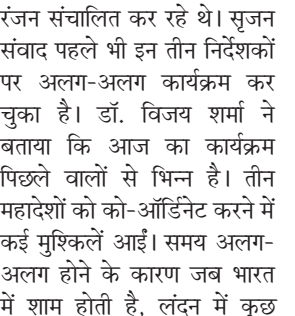 रंजन संचालित कर रहे थे। सृजन
संवाद पहले भी इन तीन निर्देशकों
पर अलग-अलग कार्यक्रम कर
चुका है। डॉ. विजय शर्मा ने
बताया कि आज का कार्यक्रम
पिछले वालों से भिन्न है। तीन
महादेशों को को-ऑर्डिनेट करने में
कई मुश्किलें आईं। समय अलग-
अलग होने के कारण जब भारत
में शाम होती है, लंदन में कुछ